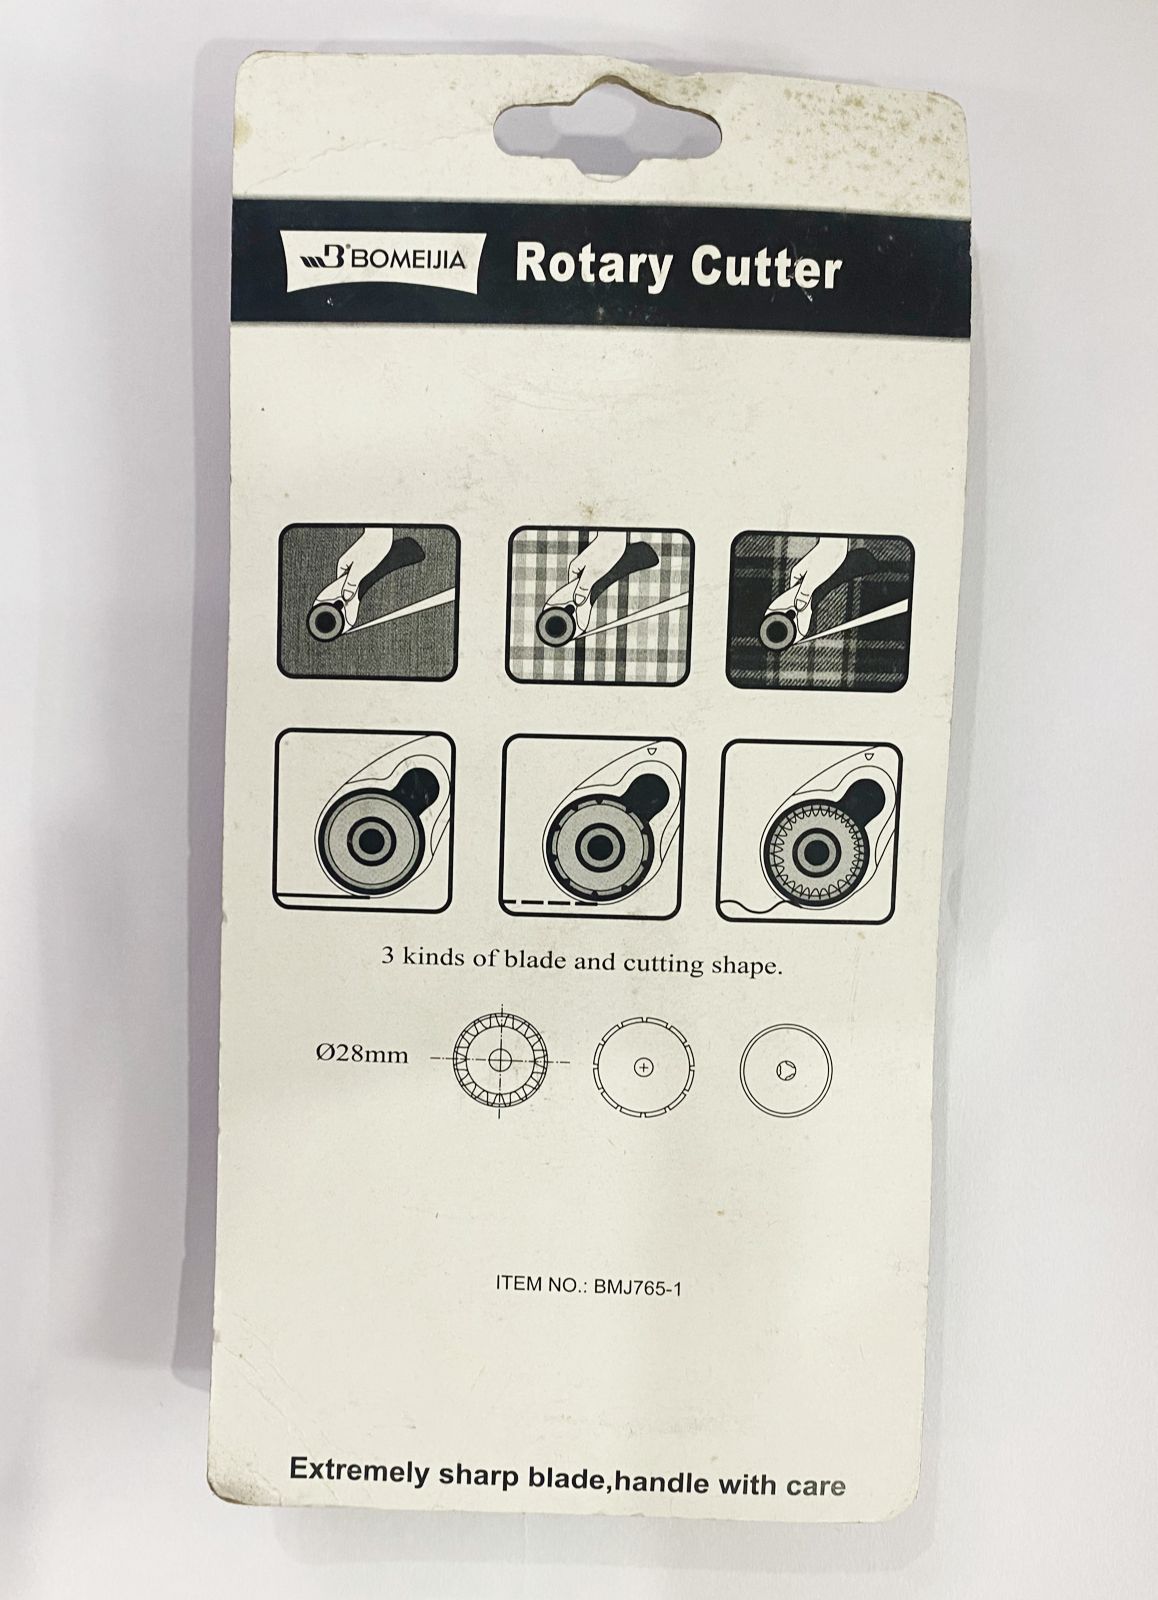 BOMEIJIA
Rotary Cutter
3 kinds of blade and cutting shape.
Ø28mm
ITEM NO.: BMJ765-1
Extremely sharp blade,handle with care